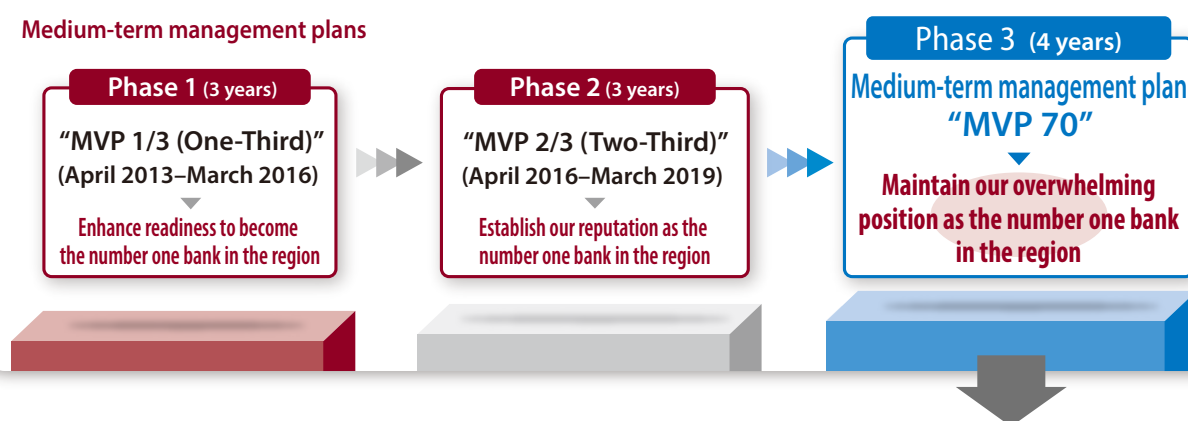 Medium-term management plans
Phase 1 (3 years)
“MVP 1/3 (One-Third)”
(April 2013–March 2016)
Enhance readiness to become
the number one bank in the region
Phase 2 (3 years)
“MVP 2/3 (Two-Third)”
(April 2016–March 2019)
Establish our reputation as the
number one bank in the region
Phase 3 (4 years)
Medium-term management plan
“MVP 70”
Maintain our overwhelming
position as the number one bank
in the region